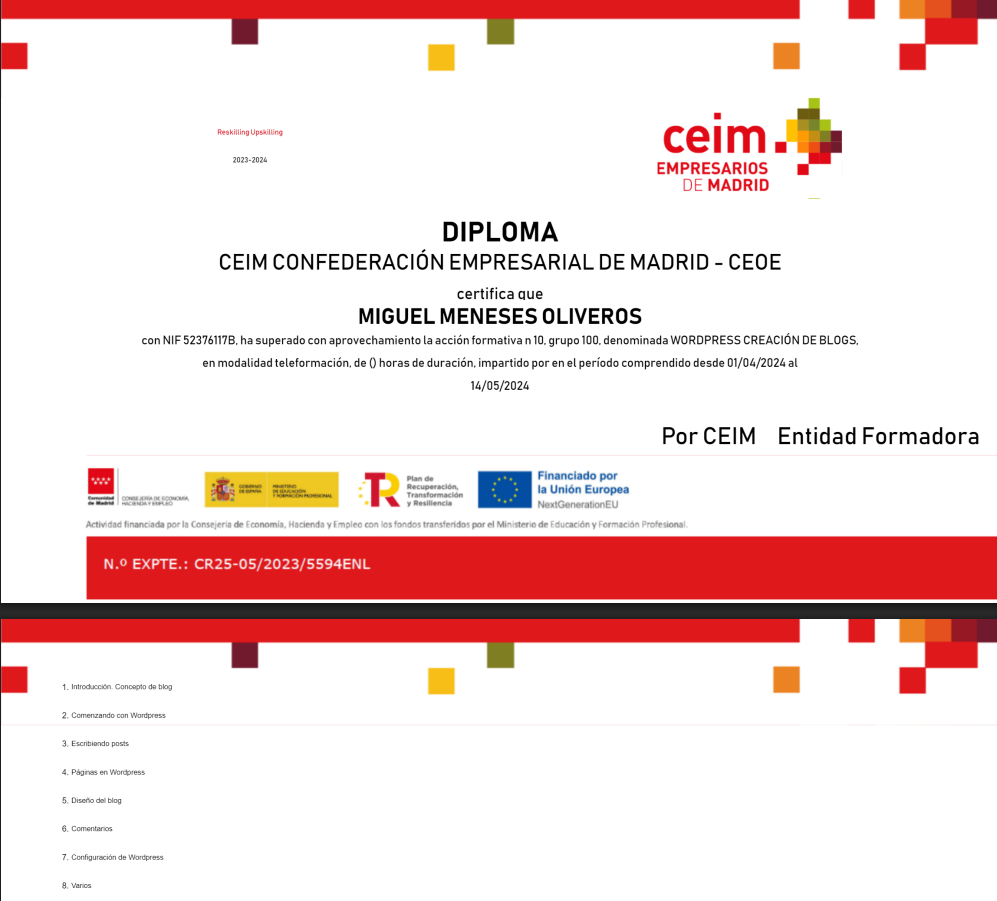 Reskilling Upskilling
2023-2024
ceim
EMPRESARIOS
DE MADRID
DIPLOMA
CEIM CONFEDERACIÓN EMPRESARIAL DE MADRID - CEOE
certifica que
MIGUEL MENESES OLIVEROS
con NIF 52376117B, ha superado con aprovechamiento la acción formativa n 10, grupo 100, denominada WORDPRESS CREACIÓN DE BLOGS,
en modalidad teleformación, de () horas de duración, impartido por en el período comprendido desde 01/04/2024 al
14/05/2024
Por CEIM Entidad Formadora
Comunidad
de Madrid
CONSEJERÍA DE ECONOMÍA,
HACIENDA Y EMPLEO
GOBIERNO
DE ESPAÑA
MINISTERIO
DE EDUCACIÓN
Y FORMACIÓN PROFESIONAL
Plan de
Recuperación,
Transformación
y Resiliencia
Financiado por
la Unión Europea
NextGenerationEU
Actividad financiada por la Consejería de Economía, Hacienda y Empleo con los fondos transferidos por el Ministerio de Educación y Formación Profesional.
N.º EXPTE.: CR25-05/2023/5594ENL
1. Introducción. Concepto de blog
2. Comenzando con Wordpress
3. Escribiendo posts
4. Páginas en Wordpress
5. Diseño del blog
6. Comentarios
7. Configuración de Wordpress
8. Varios